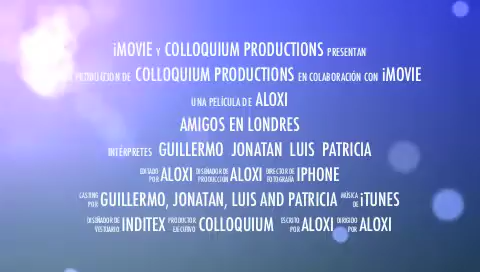 iMOVIE Y COLLOQUIUM PRODUCTIONS PRESENTAN
PRODUCCION DE COLLOQUIUM PRODUCTIONS EN COLABORACIÓN CON iMOVIE
UNA PELÍCULA DE ALOXI
AMIGOS EN LONDRES
INTÉRPRETES GUILLERMO JONATAN LUIS PATRICIA
EDITADO POR ALOXI DISEÑADOR DE PRODUCCIÓN ALOXI DIRECTOR DE FOTOGRAFÍA IPHONE
CASTING POR GUILLERMO, JONATAN, LUIS AND PATRICIA MÚSICA DE iTUNES
DISEÑADOR DE VESTUARIO INDITEX PRODUCTOR EJECUTIVO COLLOQUIUM ESCRITO POR ALOXI DIRIGIDO POR ALOXI